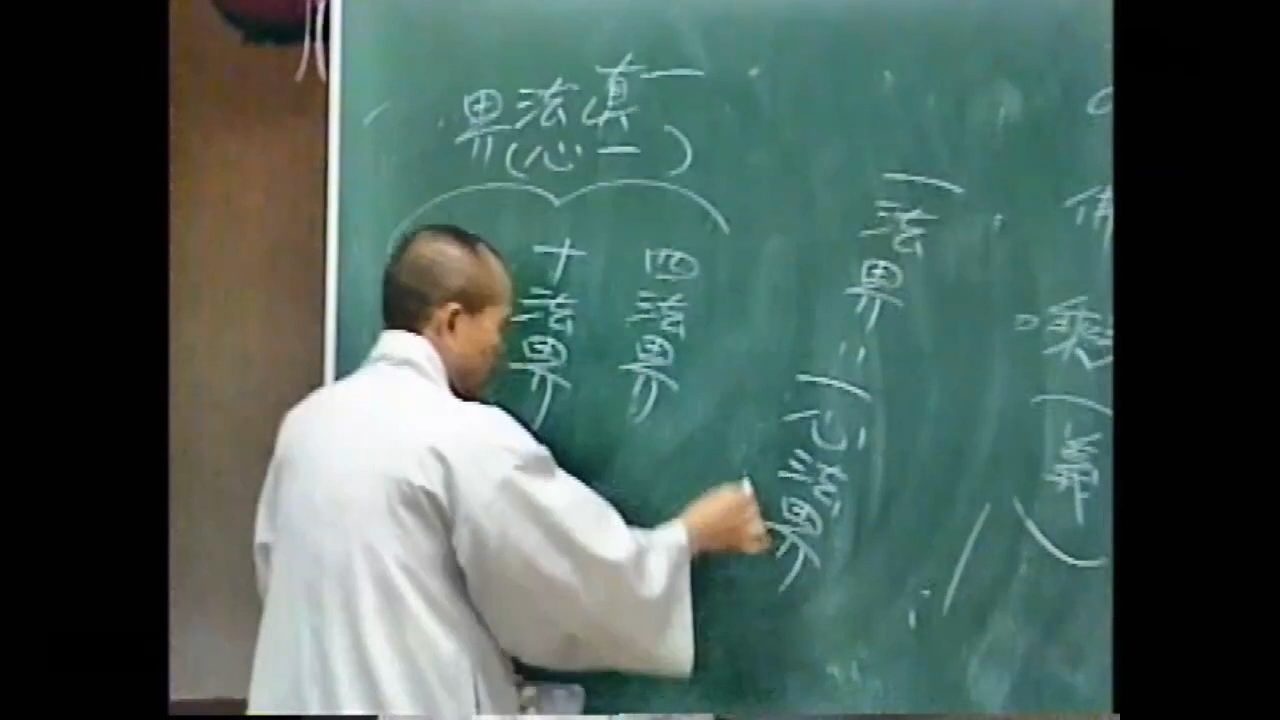 一法界=一心法界
一真法界
(一心)
四法界
十法界